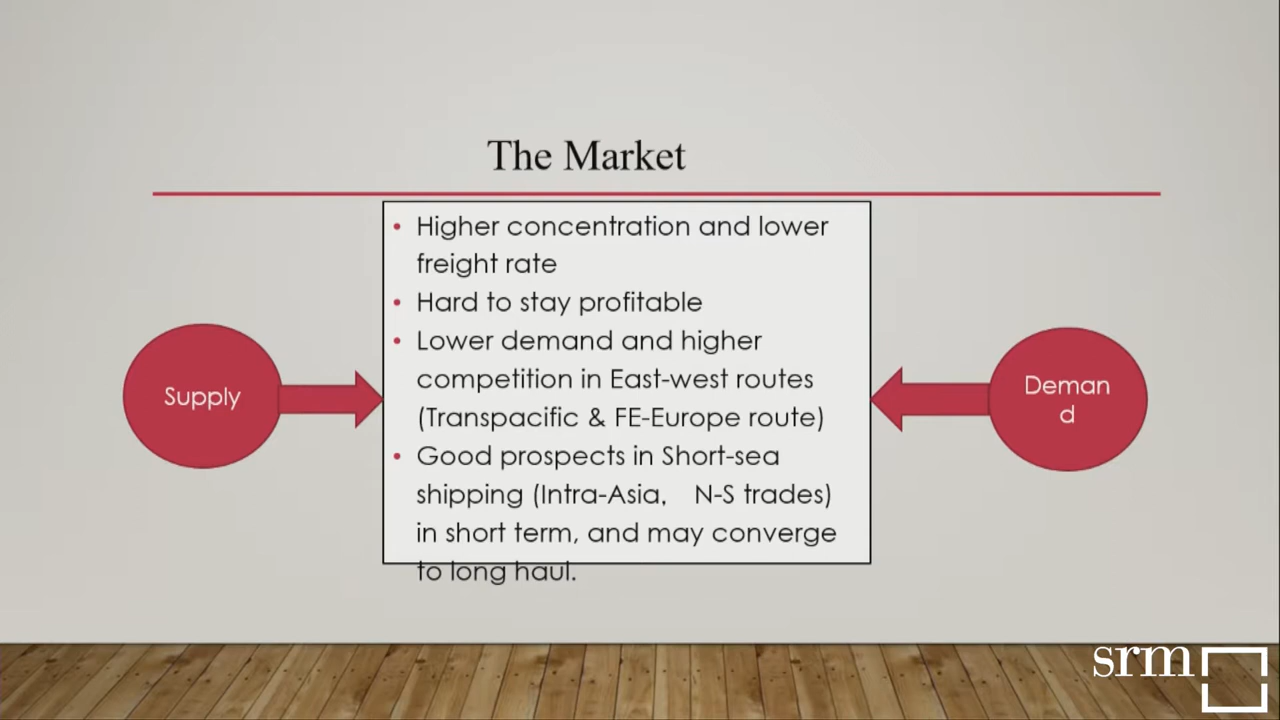 The Market
• Higher concentration and lower
freight rate
• Hard to stay profitable
• Lower demand and higher
competition in East-west routes
(Transpacific & FE-Europe route)
• Good prospects in Short-sea
shipping (Intra-Asia, N-S trades)
in short term, and may converge
to long haul.
Supply
Deman
d
srm